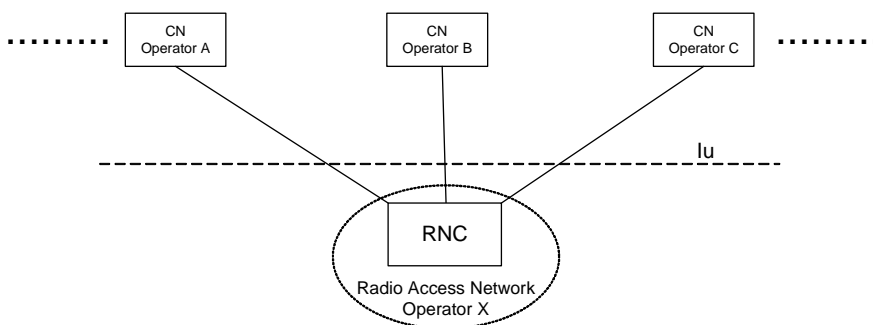 CN
Operator A
CN
Operator B
CN
Operator C
Iu
RNC
Radio Access Network
Operator X